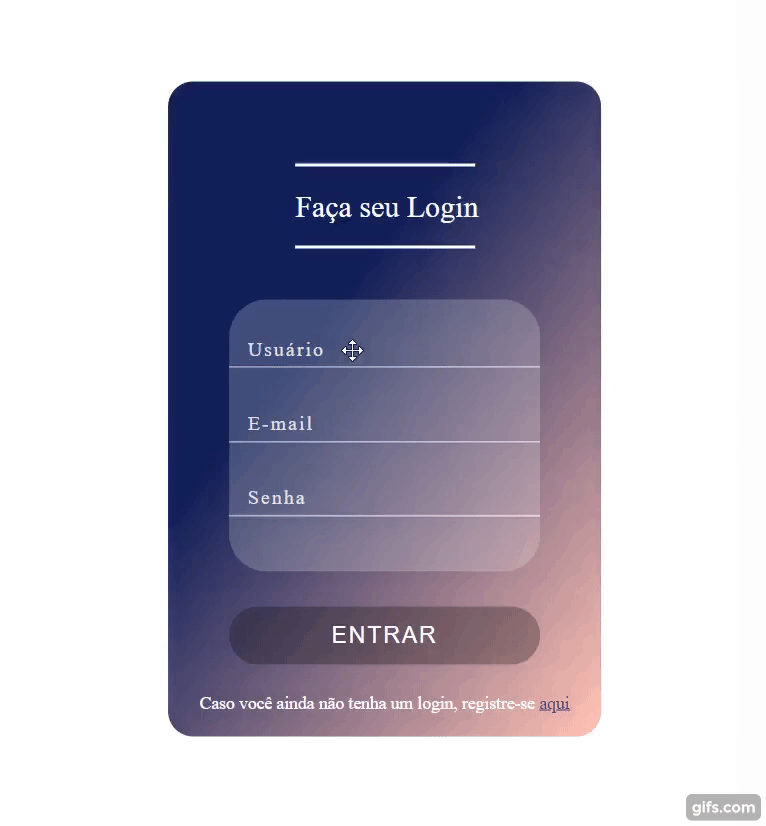 Faça seu Login
Usuário
E-mail
Senha
ENTRAR
Caso você ainda não tenha um login, registre-se aqui
gifs.com